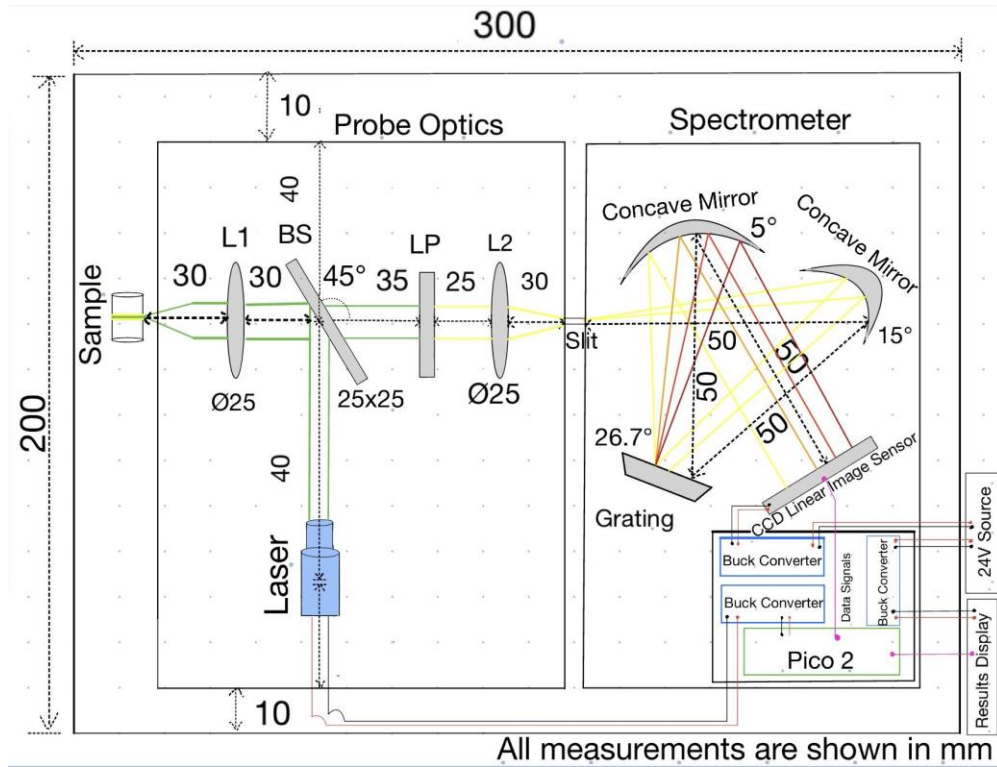 300
10
Probe Optics
Spectrometer
40
Concave Mirror
5°
Concave Mirror
L1
BS
LP
L2
30
30
45°
35
25
30
Sample
Slit
15°
50
50
50
50
Ø25
25x25
Ø25
200
26.7°
40
Grating
CCD Linear Image Sensor
Laser
24V Source
Buck Converter
Buck Converter
Data Signals
Buck Converter
Pico 2
Results Display
10
All measurements are shown in mm